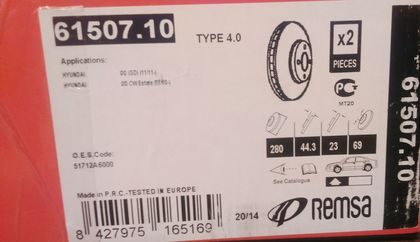 61507.10
TYPE 4.0
x2
PIECES
Applications:
HYUNDAI
HYUNDAI
MT20
280 44.3 23 69
O.E.S.Code:
51712A6000
See Catalogue
Made in P.R.C.-TESTED IN EUROPE
8 427975 165169
20/14
Remsa
61507.10